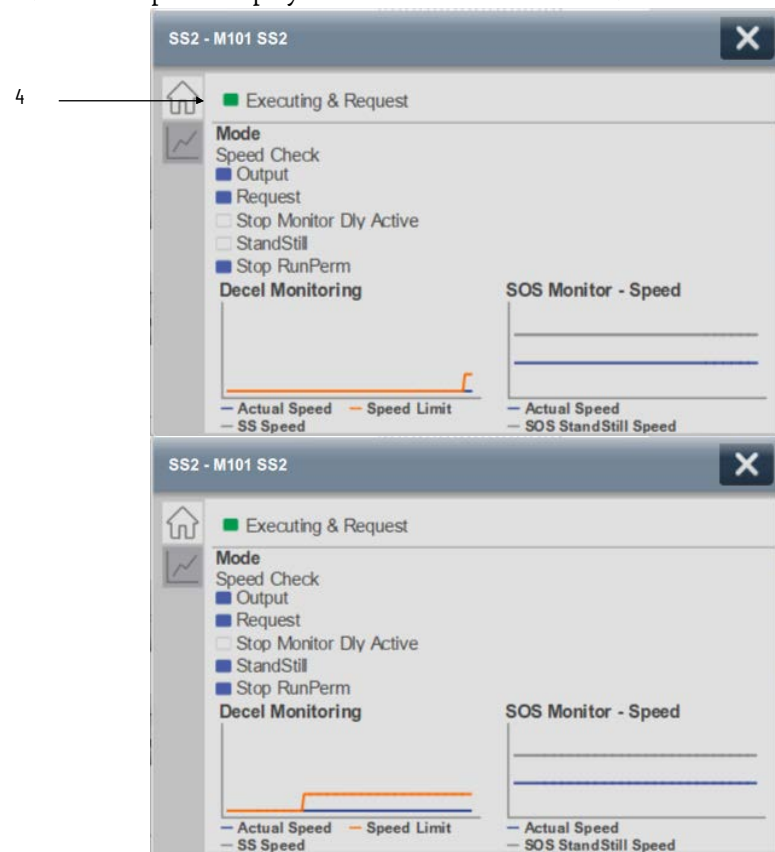 SS2 - M101 SS2
4
Executing & Request
Mode
Speed Check
Output
Request
Stop Monitor Dly Active
StandStill
Stop RunPerm
Decel Monitoring
SOS Monitor - Speed
Actual Speed
Speed Limit
SS Speed
Actual Speed
SOS StandStill Speed
SS2 - M101 SS2
Executing & Request
Mode
Speed Check
Output
Request
Stop Monitor Dly Active
StandStill
Stop RunPerm
Decel Monitoring
SOS Monitor - Speed
Actual Speed
Speed Limit
SS Speed
Actual Speed
SOS StandStill Speed